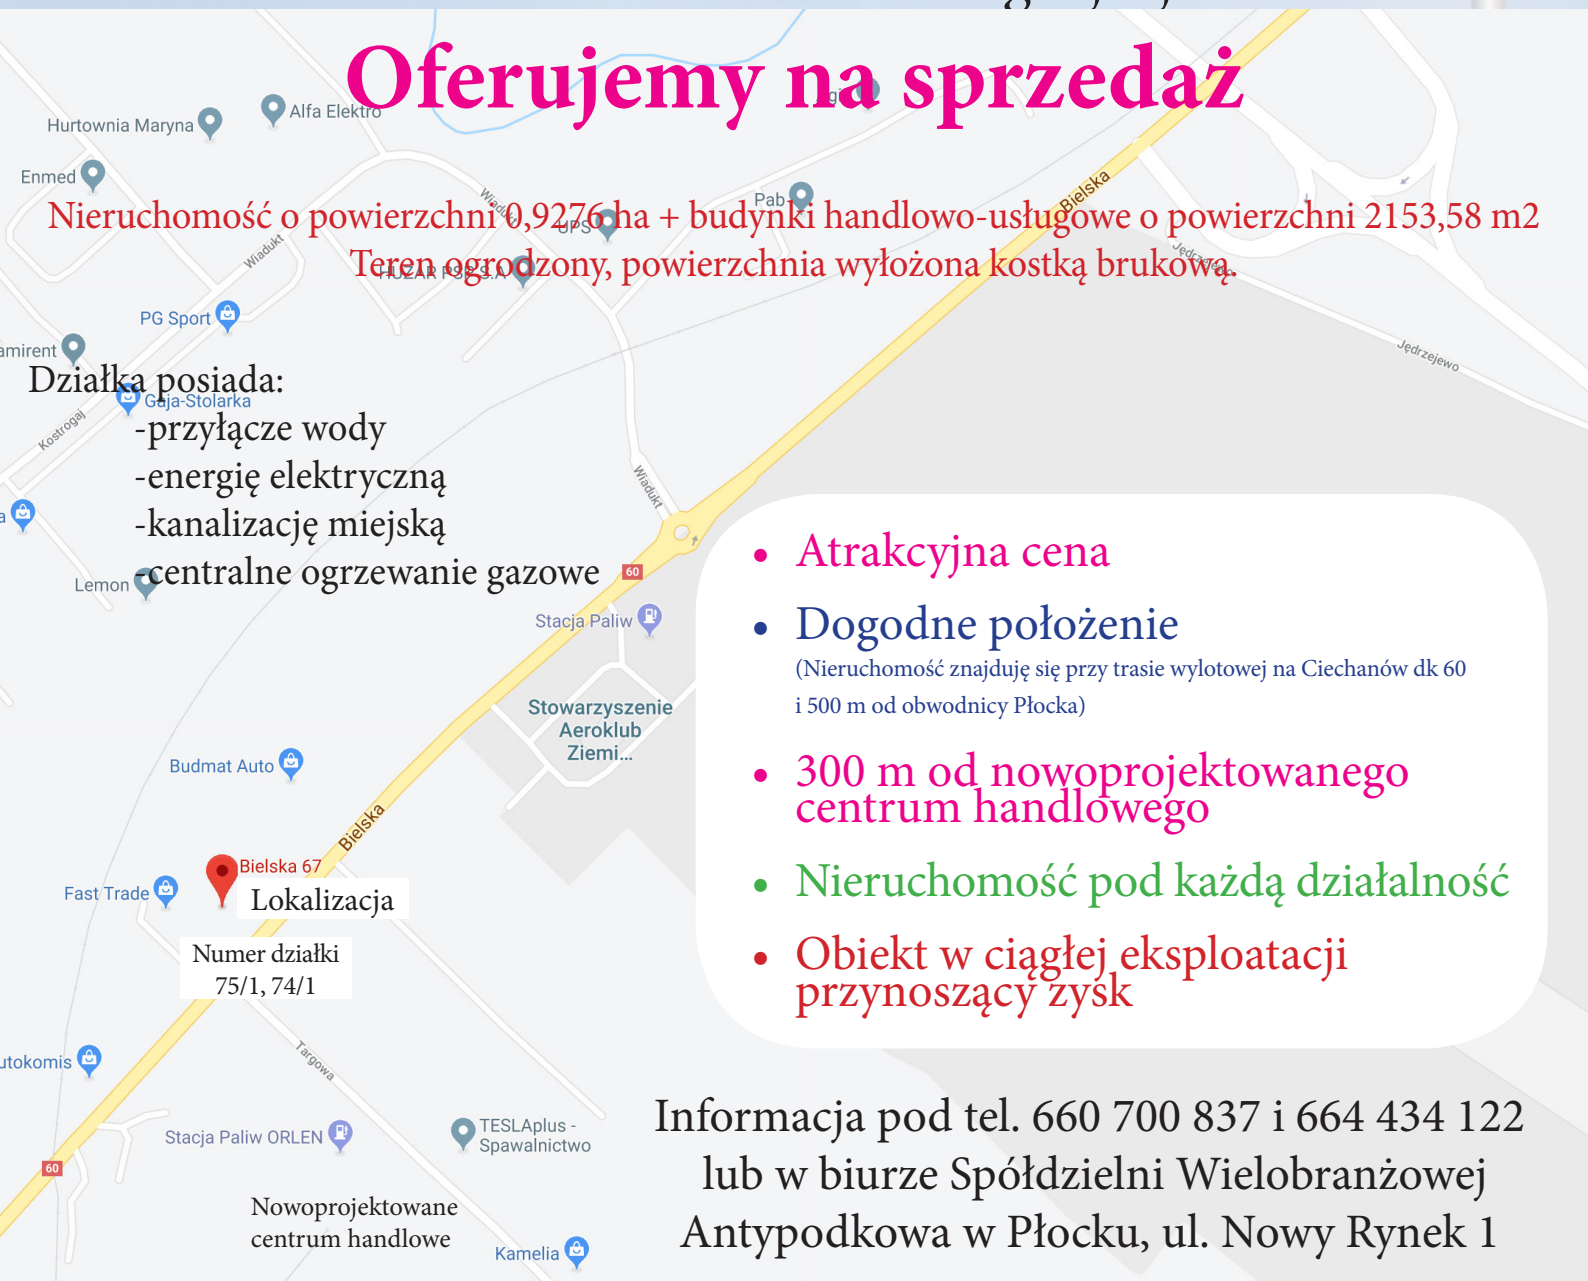 Oferujemy na sprzedaż
Hurtownia Maryna
Alfa Elektro
Enmed
Wiadukt
UPS
Pab
Bielska
Nieruchomość o powierzchni 0,9276 ha + budynki handlowo-usługowe o powierzchni 2153,58 m2
Wiadukt
HUZAR PSP S.A
Jędrzejewo
Teren ogrodzony, powierzchnia wyłożona kostką brukową.
PG Sport
amirent
Jędrzejewo
Działka posiada:
Gaja-Stolarka
Kostrogaj
-przyłącze wody
-energię elektryczną
Wiadukt
-kanalizację miejską
a
Lemon
-centralne ogrzewanie gazowe
60
Stacja Paliw
Stowarzyszenie
Aeroklub
Ziemi...
• Atrakcyjna cena
• Dogodne położenie
(Nieruchomość znajduję się przy trasie wylotowej na Ciechanów dk 60
i 500 m od obwodnicy Płocka)
• 300 m od nowoprojektowanego
centrum handlowego
• Nieruchomość pod każdą działalność
• Obiekt w ciągłej eksploatacji
przynoszący zysk
Budmat Auto
Bielska
Bielska 67
Fast Trade
Lokalizacja
Numer działki
75/1, 74/1
utokomis
Targowa
Stacja Paliw ORLEN
TESLAplus -
Spawalnictwo
60
Nowoprojektowane
centrum handlowe
Kamelia
Informacja pod tel. 660 700 837 i 664 434 122
lub w biurze Spółdzielni Wielobranżowej
Antypodkowa w Płocku, ul. Nowy Rynek 1